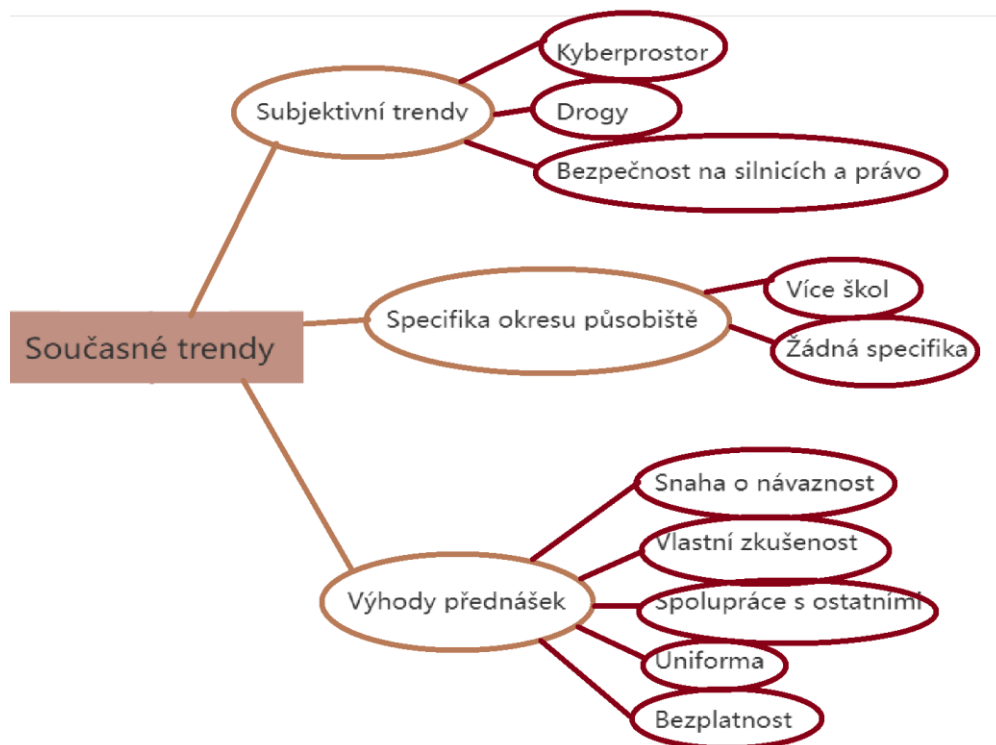 Současné trendy
Subjektivní trendy
Kyberprostor
Drogy
Bezpečnost na silnicích a právo
Specifika okresu působiště
Více škol
Žádná specifika
Výhody přednášek
Snaha o návaznost
Vlastní zkušenost
Spolupráce s ostatními
Uniforma
Bezplatnost